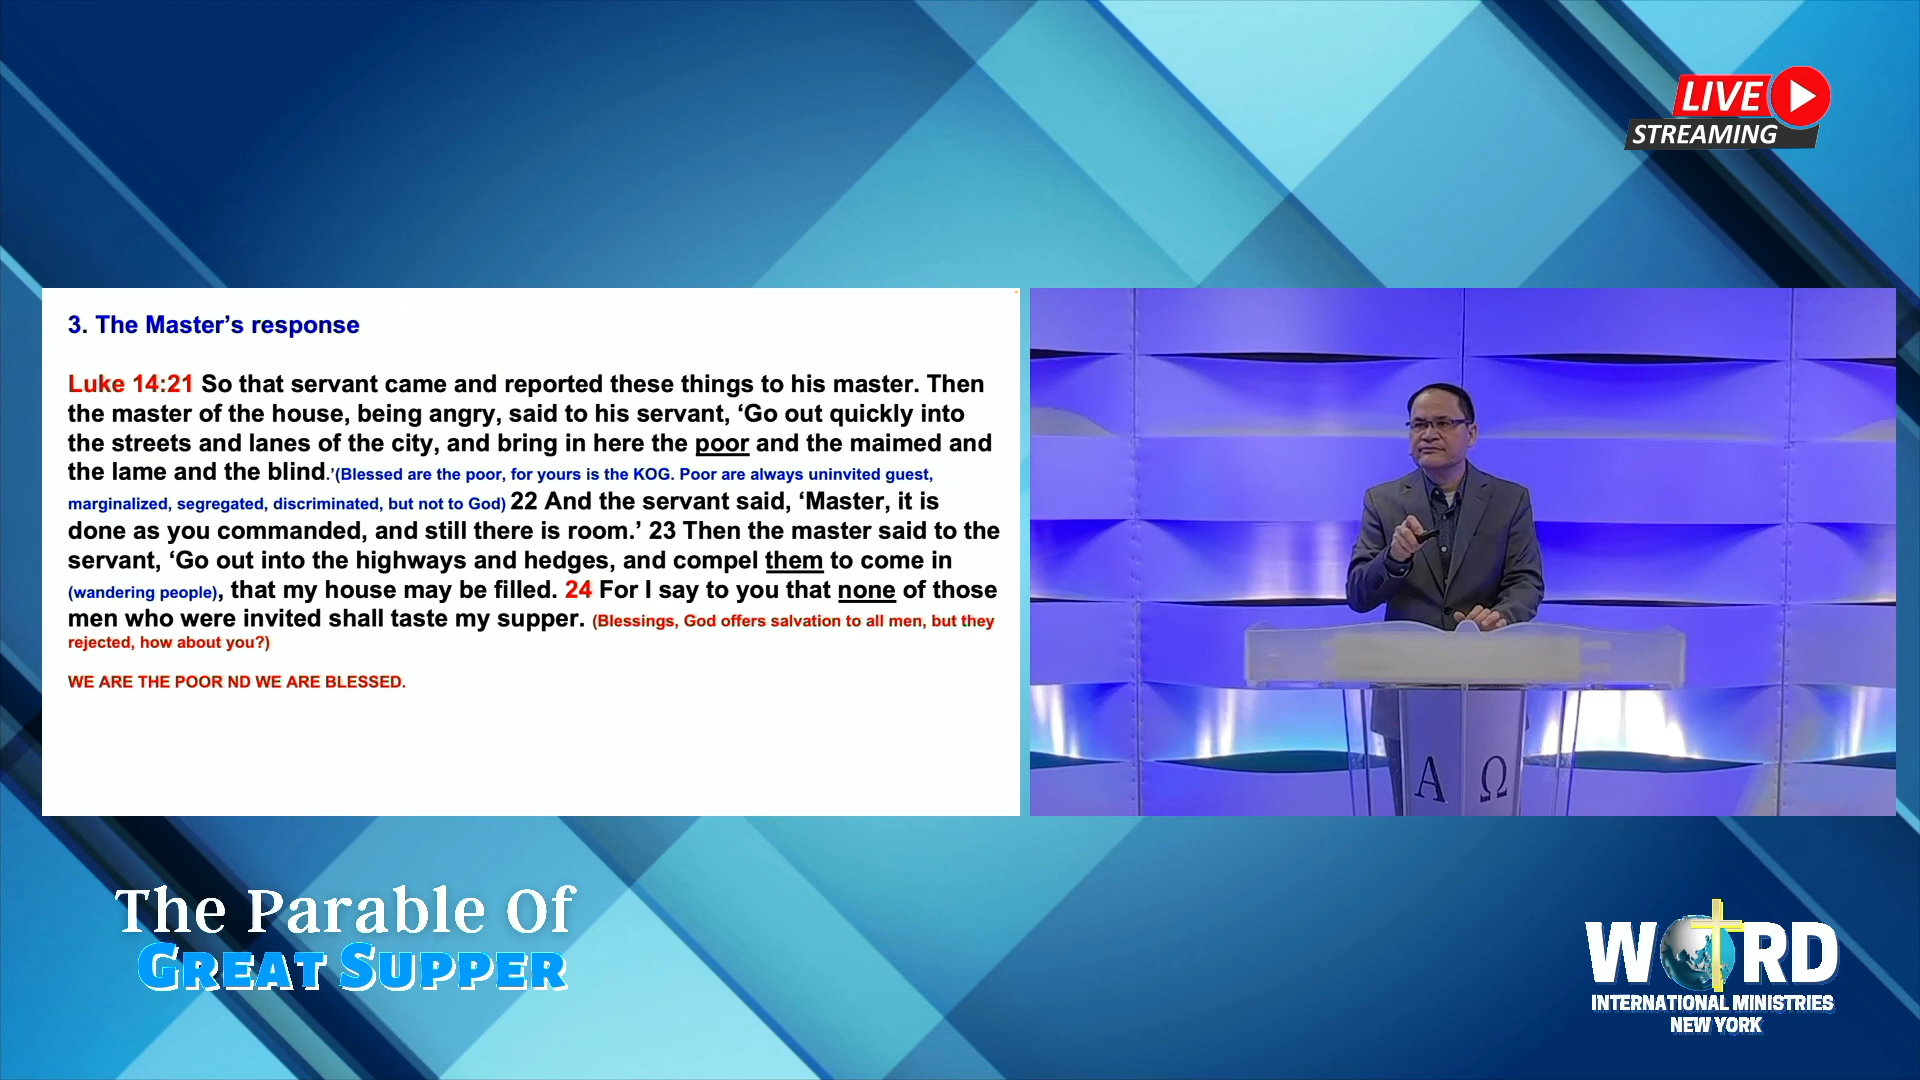 LIVE
STREAMING
3. The Master’s response
Luke 14:21 So that servant came and reported these things to his master. Then
the master of the house, being angry, said to his servant, ‘Go out quickly into
the streets and lanes of the city, and bring in here the poor and the maimed and
the lame and the blind.’(Blessed are the poor, for yours is the KOG. Poor are always uninvited guest,
marginalized, segregated, discriminated, but not to God) 22 And the servant said, ‘Master, it is
done as you commanded, and still there is room.’ 23 Then the master said to the
servant, ‘Go out into the highways and hedges, and compel them to come in
(wandering people), that my house may be filled. 24 For I say to you that none of those
men who were invited shall taste my supper. (Blessings, God offers salvation to all men, but they
rejected, how about you?)
WE ARE THE POOR ND WE ARE BLESSED.
Α Ω
The Parable Of
GREAT SUPPER
WORD
INTERNATIONAL MINISTRIES
NEW YORK